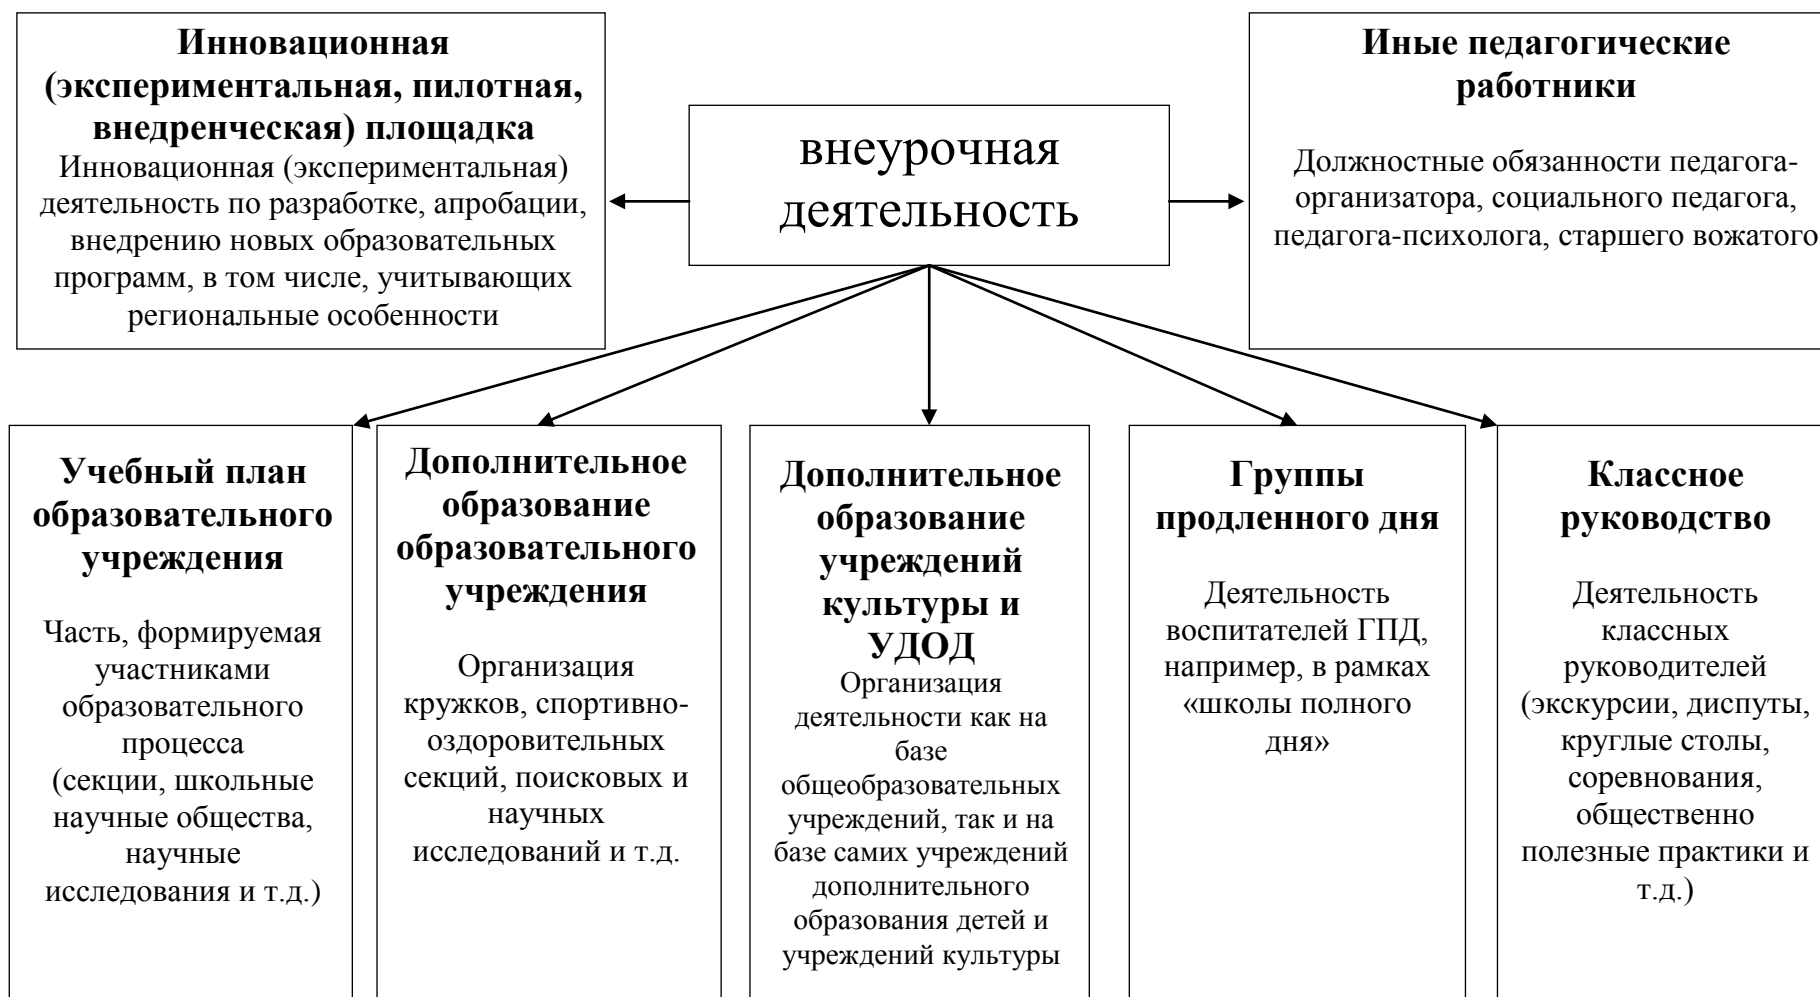 Инновационная
(экспериментальная, пилотная,
внедренческая) площадка
Инновационная (экспериментальная)
деятельность по разработке, апробации,
внедрению новых образовательных
программ, в том числе, учитывающих
региональные особенности
внеурочная
деятельность
Иные педагогические
работники
Должностные обязанности педагога-
организатора, социального педагога,
педагога-психолога, старшего вожатого
Учебный план
образовательного
учреждения
Часть, формируемая
участниками
образовательного
процесса
(секции, школьные
научные общества,
научные
исследования и т.д.)
Дополнительное
образование
образовательного
учреждения
Организация
кружков, спортивно-
оздоровительных
секций, поисковых и
научных
исследований и т.д.
Дополнительное
образование
учреждений
культуры и
УДОД
Организация
деятельности как на
базе
общеобразовательных
учреждений, так и на
базе самих учреждений
дополнительного
образования детей и
учреждений культуры
Группы
продленного дня
Деятельность
воспитателей ГПД,
например, в рамках
«школы полного
дня»
Классное
руководство
Деятельность
классных
руководителей
(экскурсии, диспуты,
круглые столы,
соревнования,
общественно
полезные практики и
т.д.)